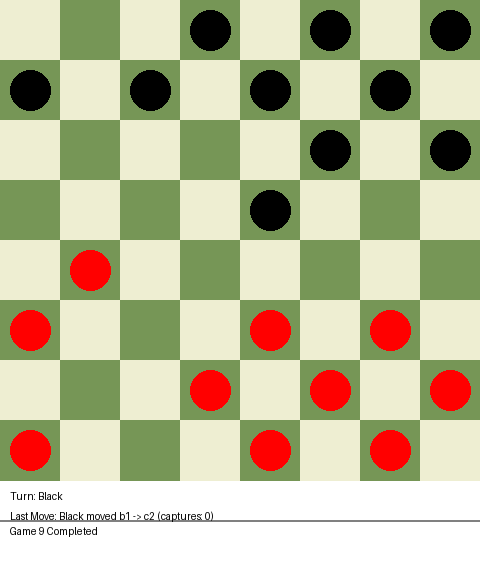 Turn: Black
Last Move: Black moved b1 -> c2 (captures: 0)
Game 9 Completed